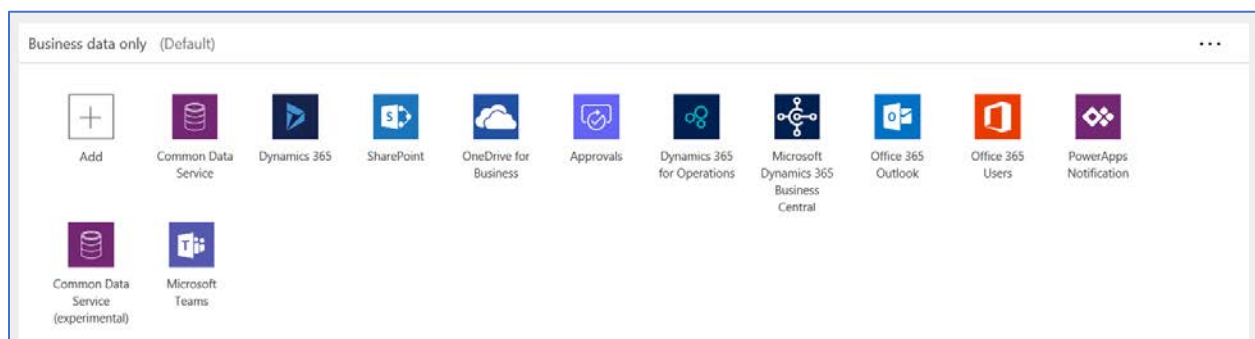 Business data only (Default)
...
Add
Common Data
Service
Dynamics 365
SharePoint
OneDrive for
Business
Approvals
Dynamics 365
for Operations
Microsoft
Dynamics 365
Business
Central
Office 365
Outlook
Office 365
Users
PowerApps
Notification
Common Data
Service
(experimental)
Microsoft
Teams